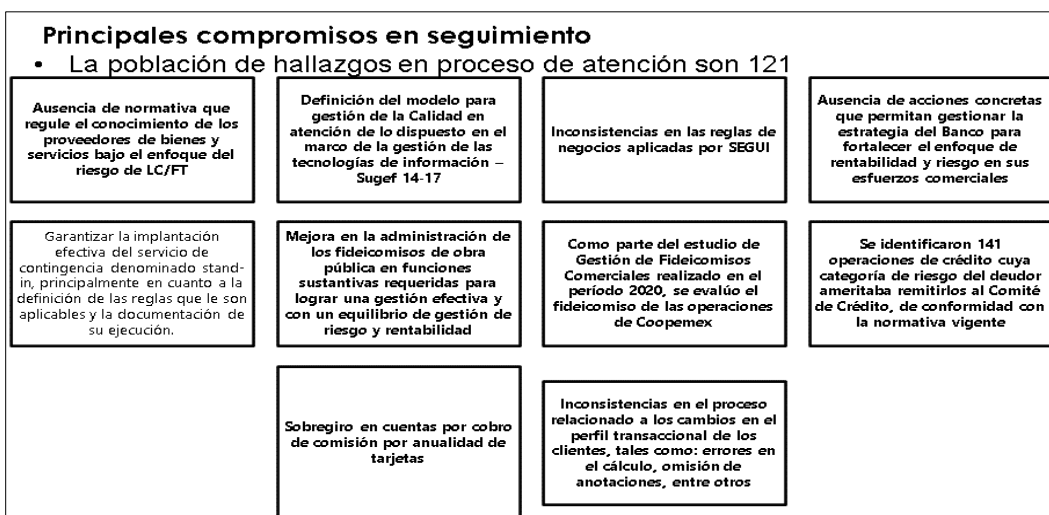 Principales compromisos en seguimiento
• La población de hallazgos en proceso de atención son 121
Ausencia de normativa que
regule el conocimiento de los
proveedores de bienes y
servicios bajo el enfoque del
riesgo de LC/FT
Definición del modelo para
gestión de la Calidad en
atención de lo dispuesto en el
marco de la gestión de las
tecnologías de información –
Sugef 14-17
Inconsistencias en las reglas de
negocios aplicadas por SEGUI
Ausencia de acciones concretas
que permitan gestionar la
estrategia del Banco para
fortalecer el enfoque de
rentabilidad y riesgo en sus
esfuerzos comerciales
Garantizar la implantación
efectiva del servicio de
contingencia denominado stand-
in, principalmente en cuanto a la
definición de las reglas que le son
aplicables y la documentación de
su ejecución.
Mejora en la administración de
los fideicomisos de obra
pública en funciones
sustantivas requeridas para
lograr una gestión efectiva y
con un equilibrio de gestión de
riesgo y rentabilidad
Como parte del estudio de
Gestión de Fideicomisos
Comerciales realizado en el
período 2020, se evalúo el
fideicomiso de las operaciones
de Coopemex
Se identificaron 141
operaciones de crédito cuya
categoría de riesgo del deudor
ameritaba remitirlos al Comité
de Crédito, de conformidad con
la normativa vigente
Sobregiro en cuentas por cobro
de comisión por anualidad de
tarjetas
Inconsistencias en el proceso
relacionado a los cambios en el
perfil transaccional de los
clientes, tales como: errores en
el cálculo, omisión de
anotaciones, entre otros